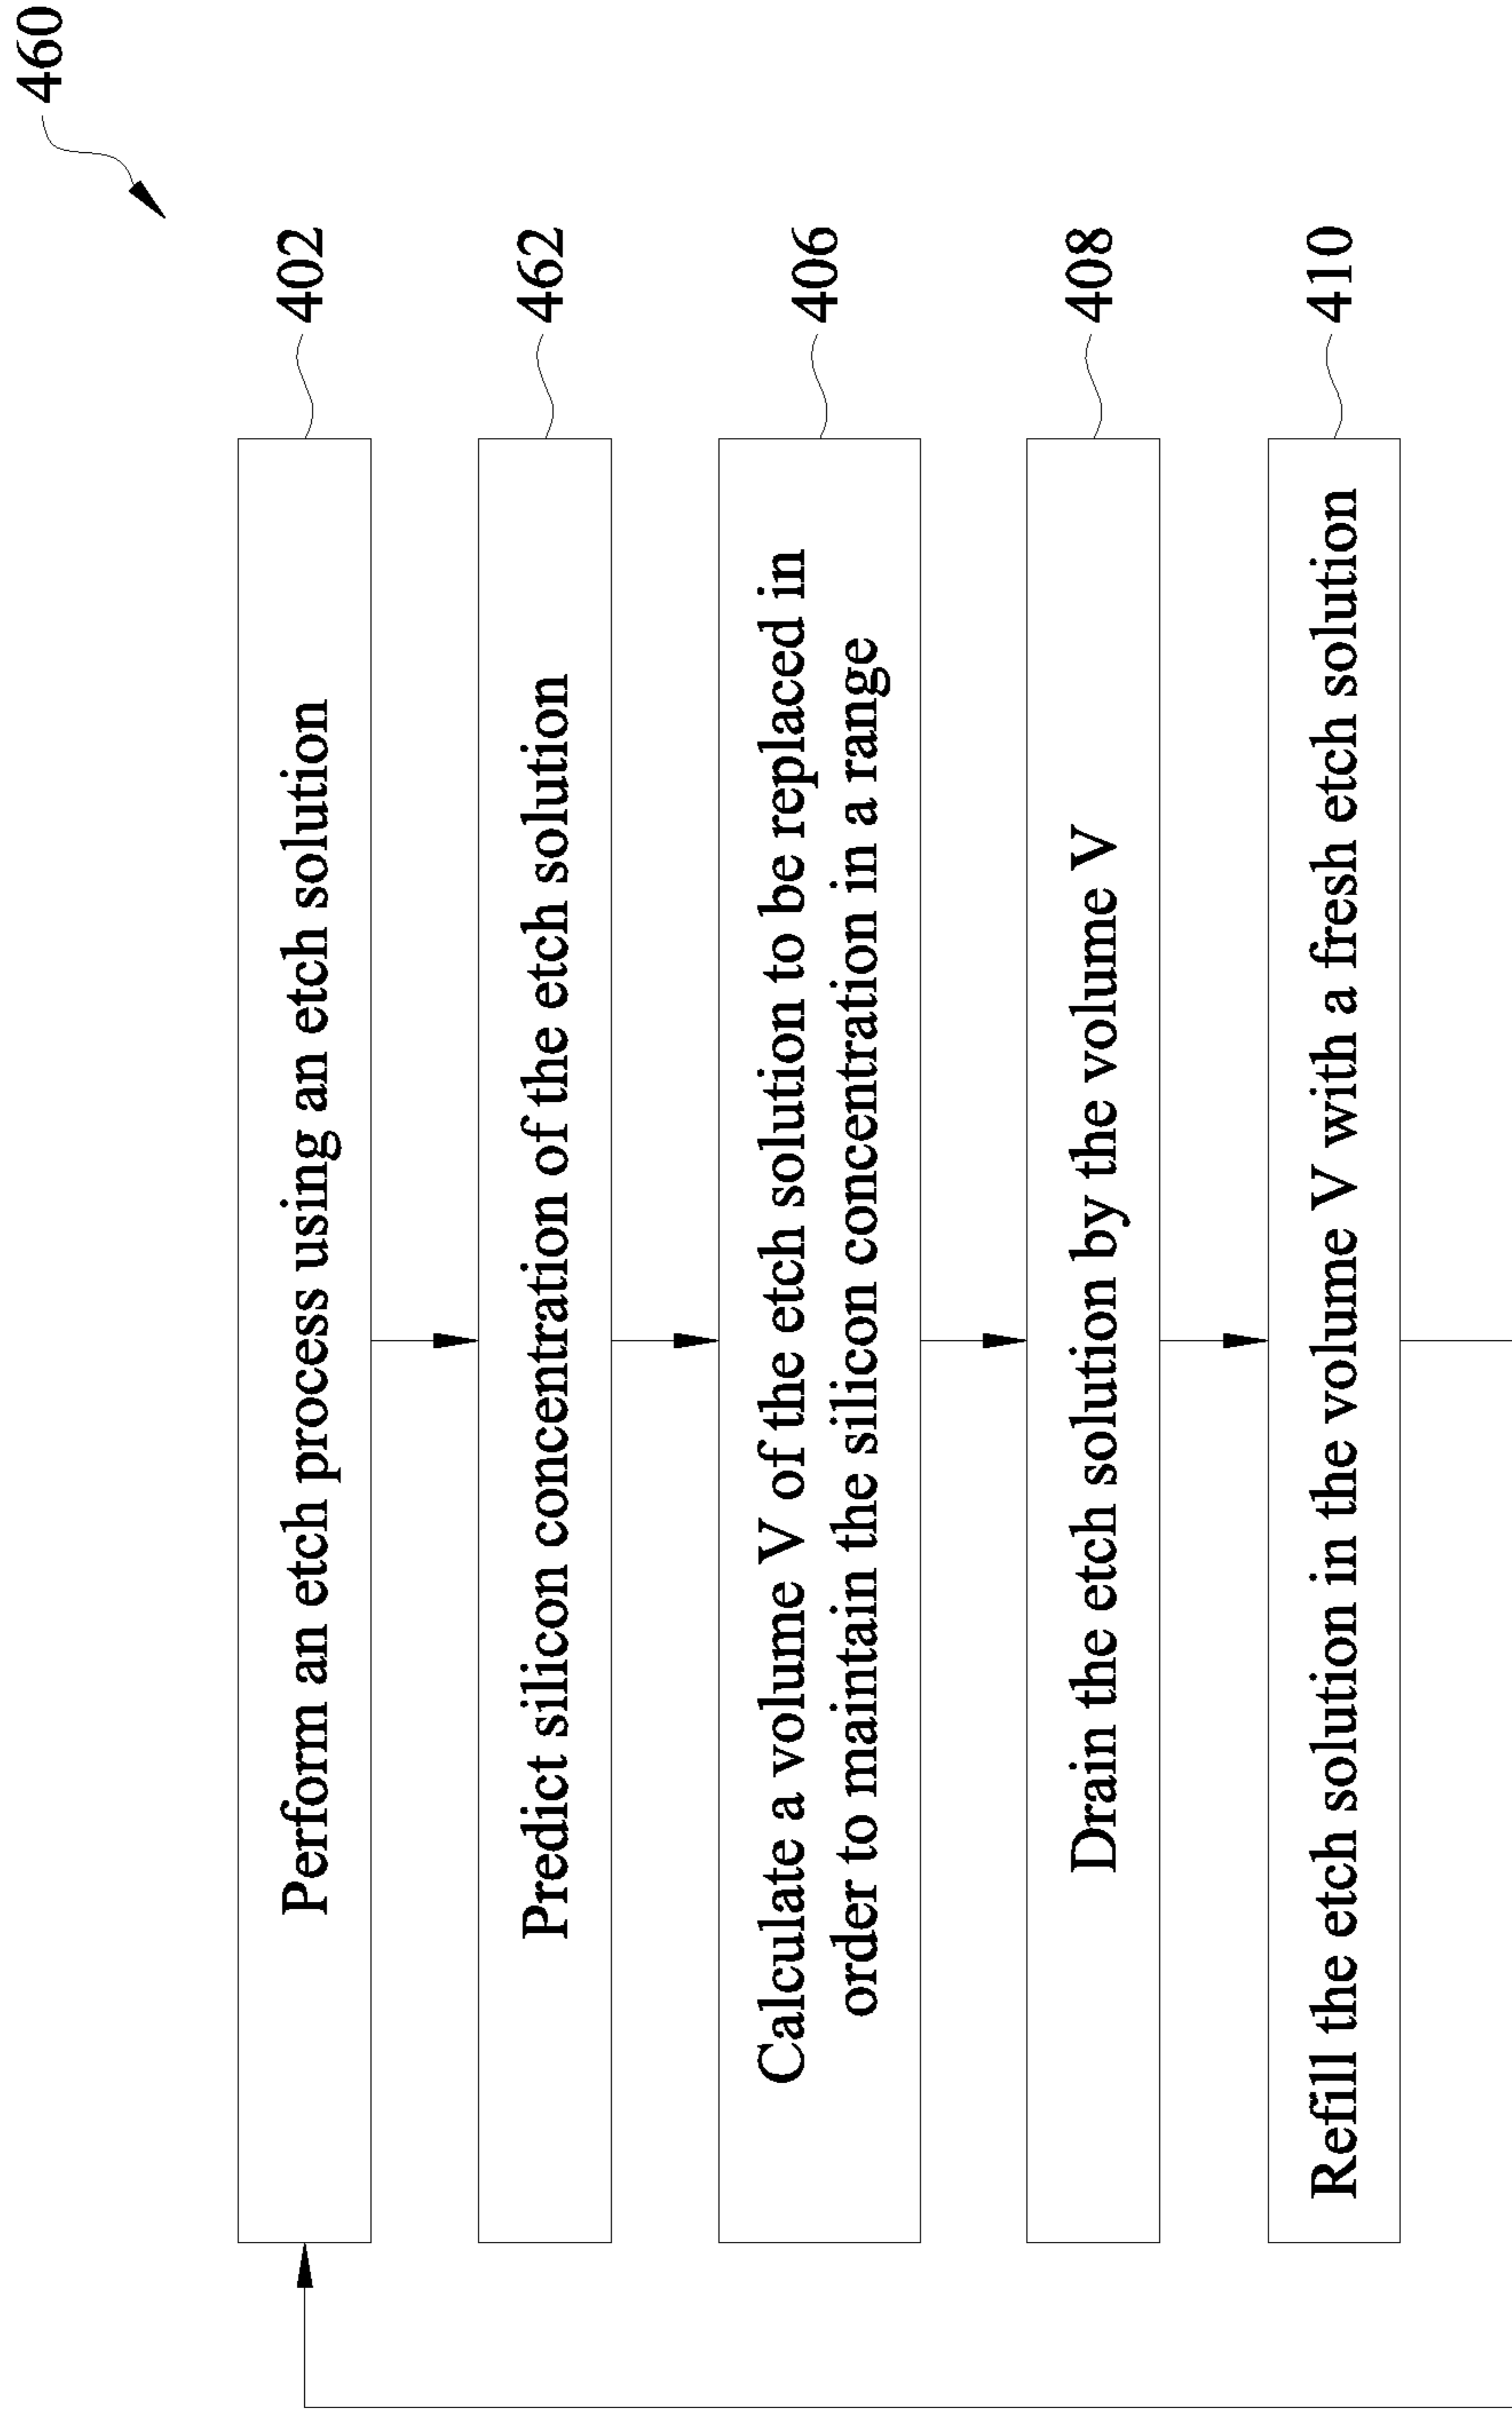 460
Perform an etch process using an etch solution
402
Predict silicon concentration of the etch solution
462
Calculate a volume V of the etch solution to be replaced in
order to maintain the silicon concentration in a range
406
Drain the etch solution by the volume V
408
Refill the etch solution in the volume V with a fresh etch solution
410